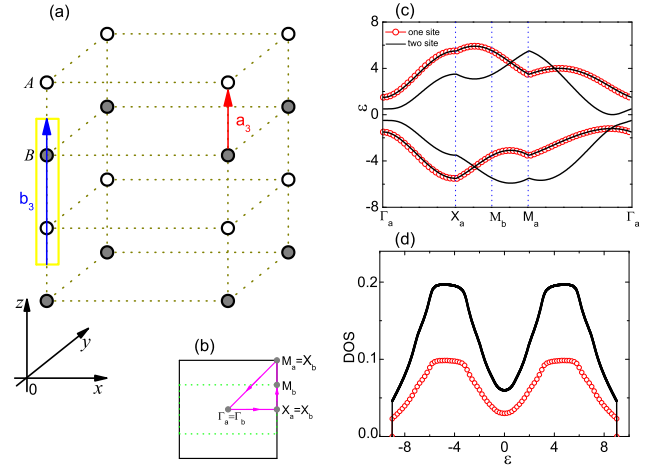 (a)
A
B
a3
b3
z
y
x
0
(b)
Ma=Xb
Mb
Xa=Xb
Γa=Γb
(c)
one site
two site
ε
8
4
0
-4
-8
Γa Xa Mb Ma Γa
(d)
DOS
0.2
0.1
0.0
-8 -4 0 4 8
ε